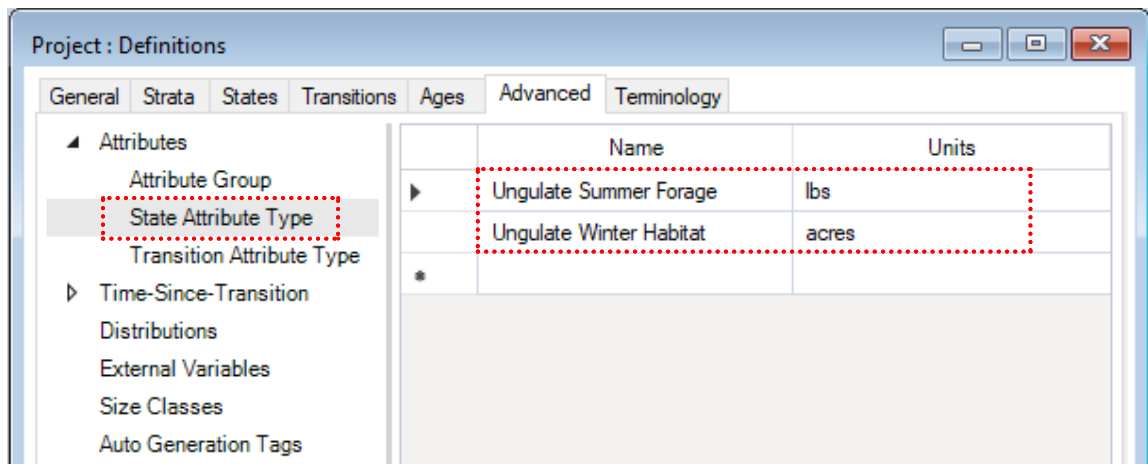 Project : Definitions
General Strata States Transitions Ages Advanced Terminology
Attributes
Attribute Group
State Attribute Type
Transition Attribute Type
Time-Since-Transition
Distributions
External Variables
Size Classes
Auto Generation Tags
Name Units
Ungulate Summer Forage lbs
Ungulate Winter Habitat acres